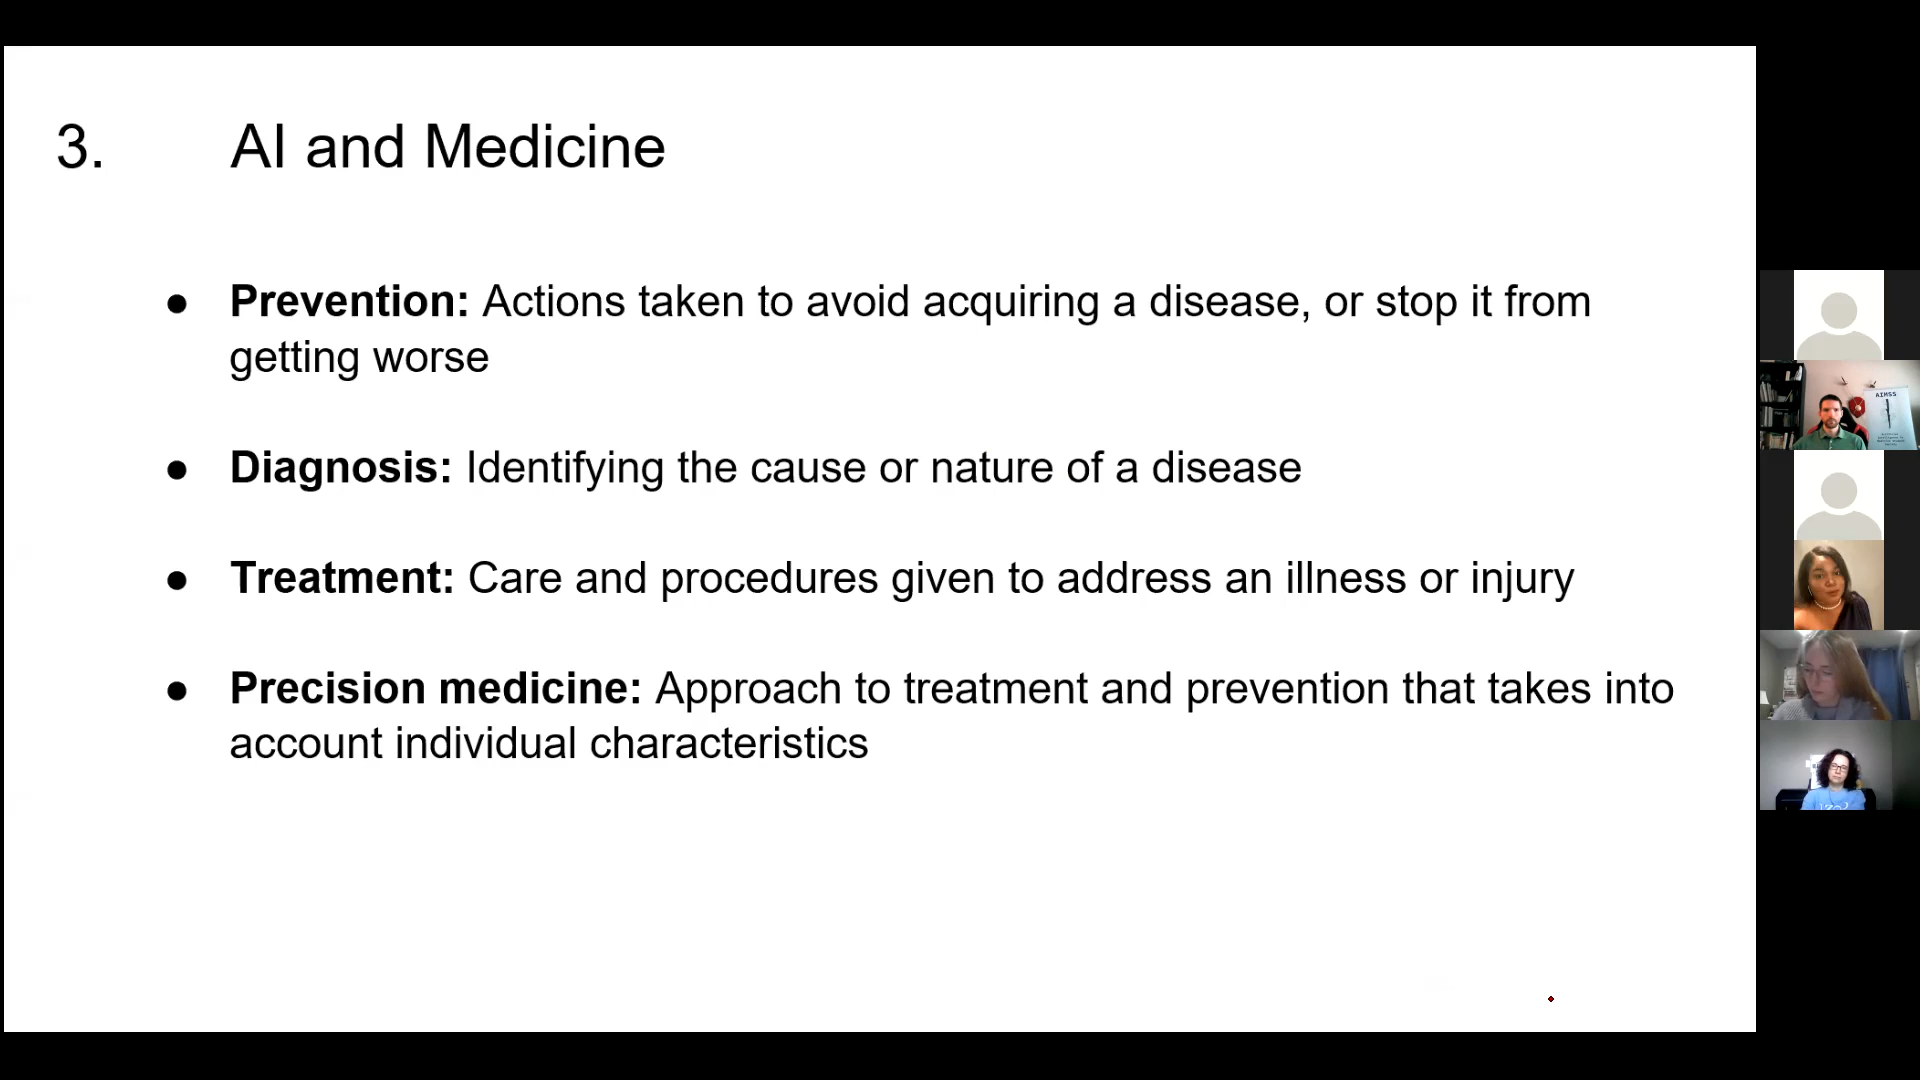 3. AI and Medicine
● Prevention: Actions taken to avoid acquiring a disease, or stop it from
getting worse
● Diagnosis: Identifying the cause or nature of a disease
● Treatment: Care and procedures given to address an illness or injury
● Precision medicine: Approach to treatment and prevention that takes into
account individual characteristics
AIMSS